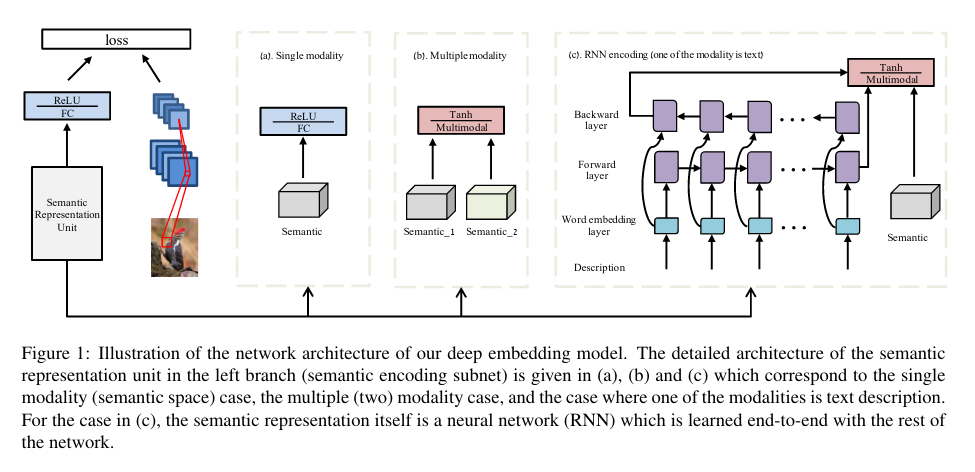 loss
ReLU
FC
Semantic
Representation
Unit
(a). Single modality
ReLU
FC
Semantic
(b). Multiple modality
Tanh
Multimodal
Semantic_1
Semantic_2
(c). RNN encoding (one of the modality is text)
Tanh
Multimodal
Backward
layer
Forward
layer
Word embedding
layer
Description
Semantic
Figure 1: Illustration of the network architecture of our deep embedding model. The detailed architecture of the semantic
representation unit in the left branch (semantic encoding subnet) is given in (a), (b) and (c) which correspond to the single
modality (semantic space) case, the multiple (two) modality case, and the case where one of the modalities is text description.
For the case in (c), the semantic representation itself is a neural network (RNN) which is learned end-to-end with the rest of
the network.